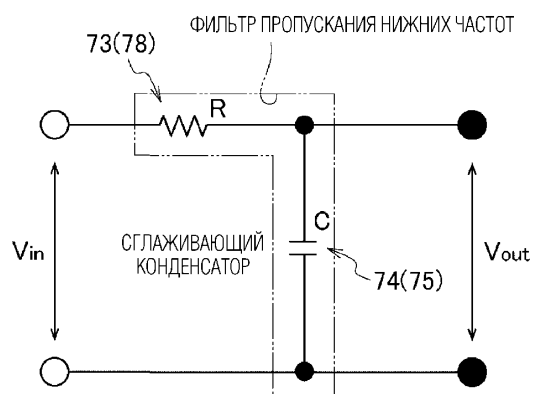 ФИЛЬТР ПРОПУСКАНИЯ НИЖНИХ ЧАСТОТ
73(78)
R
Vin
СГЛАЖИВАЮЩИЙ
КОНДЕНСАТОР
C
74(75)
Vout